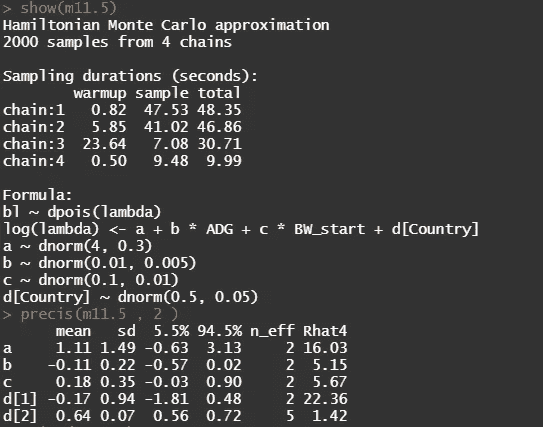 > show(m11.5)
Hamiltonian Monte Carlo approximation
2000 samples from 4 chains
Sampling durations (seconds):
warmup sample total
chain:1 0.82 47.53 48.35
chain:2 5.85 41.02 46.86
chain:3 23.64 7.08 30.71
chain:4 0.50 9.48 9.99
Formula:
bl ~ dpois(lambda)
log(lambda) <- a + b * ADG + c * BW_start + d[Country]
a ~ dnorm(4, 0.3)
b ~ dnorm(0.01, 0.005)
c ~ dnorm(0.1, 0.01)
d[Country] ~ dnorm(0.5, 0.05)
> precis(m11.5 , 2 )
mean sd 5.5% 94.5% n_eff Rhat4
a 1.11 1.49 -0.63 3.13 2 16.03
b -0.11 0.22 -0.57 0.02 2 5.15
c 0.18 0.35 -0.03 0.90 2 5.67
d[1] -0.17 0.94 -1.81 0.48 2 22.36
d[2] 0.64 0.07 0.56 0.72 5 1.42